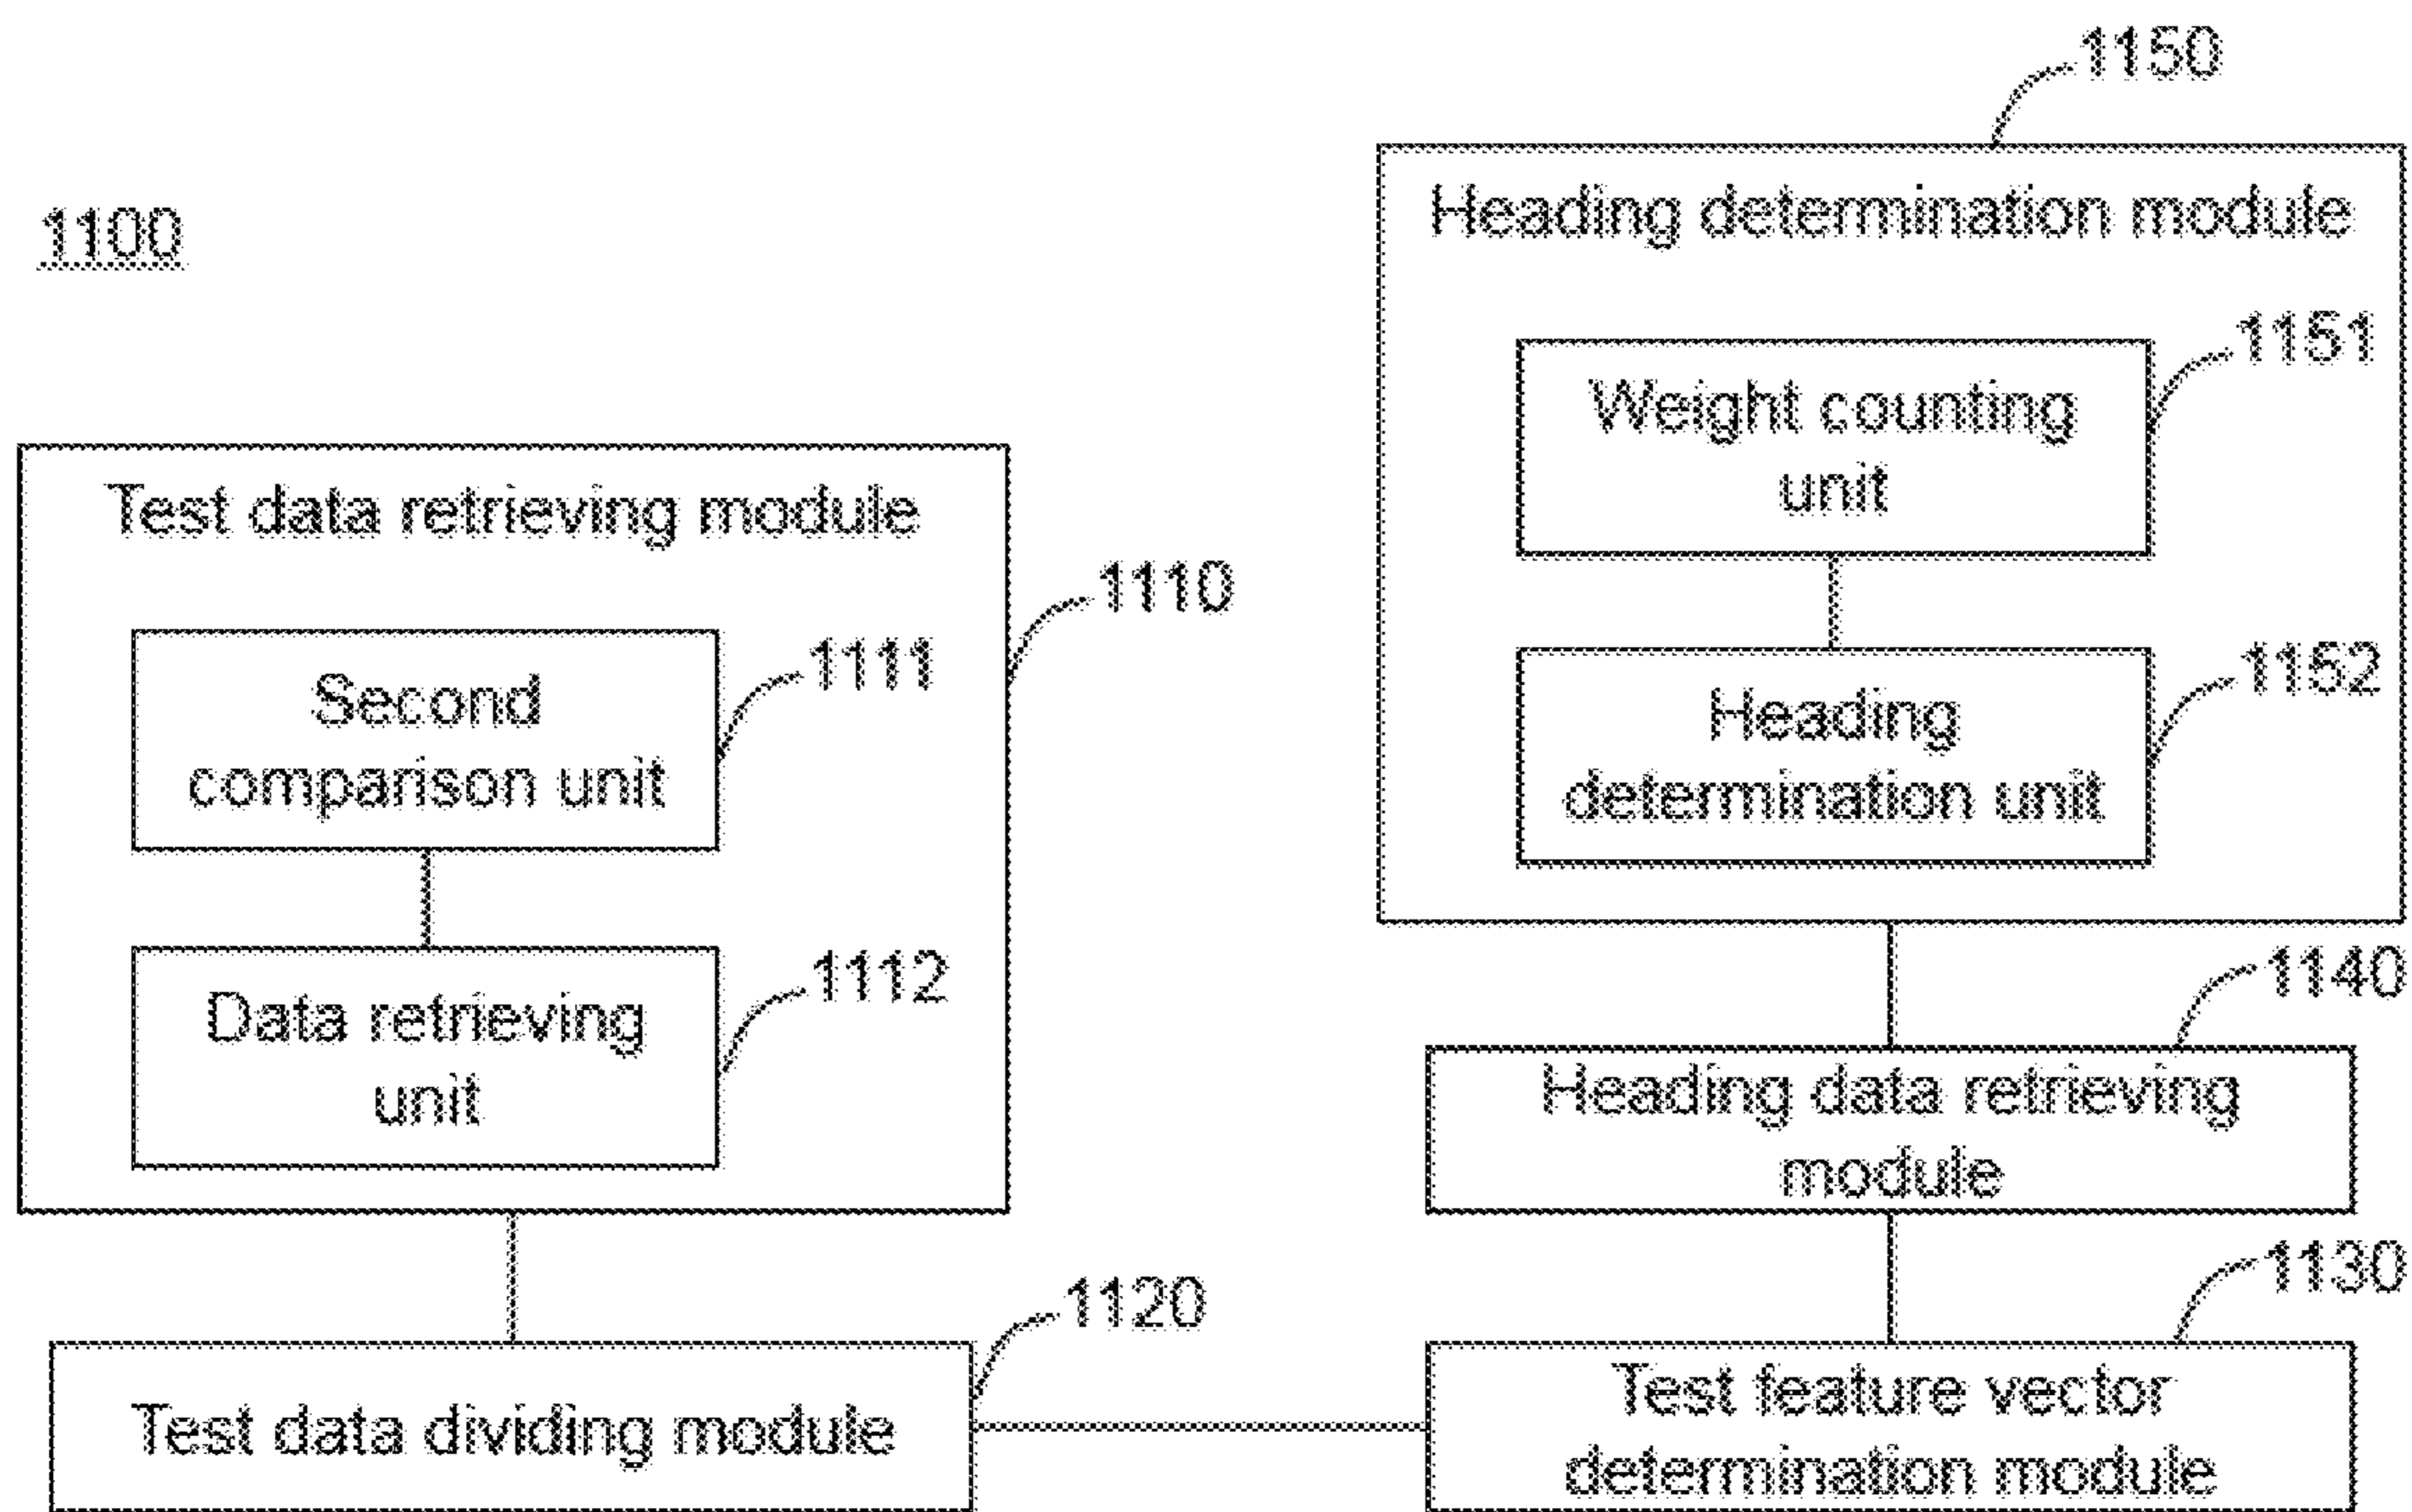 1100
Test data retrieving module
1110
Second
comparison unit
1111
Data retrieving
unit
1112
Test data dividing module
1120
1150
Heading determination module
Weight counting
unit
1151
Heading
determination unit
1152
1140
Heading data retrieving
module
1130
Test feature vector
determination module